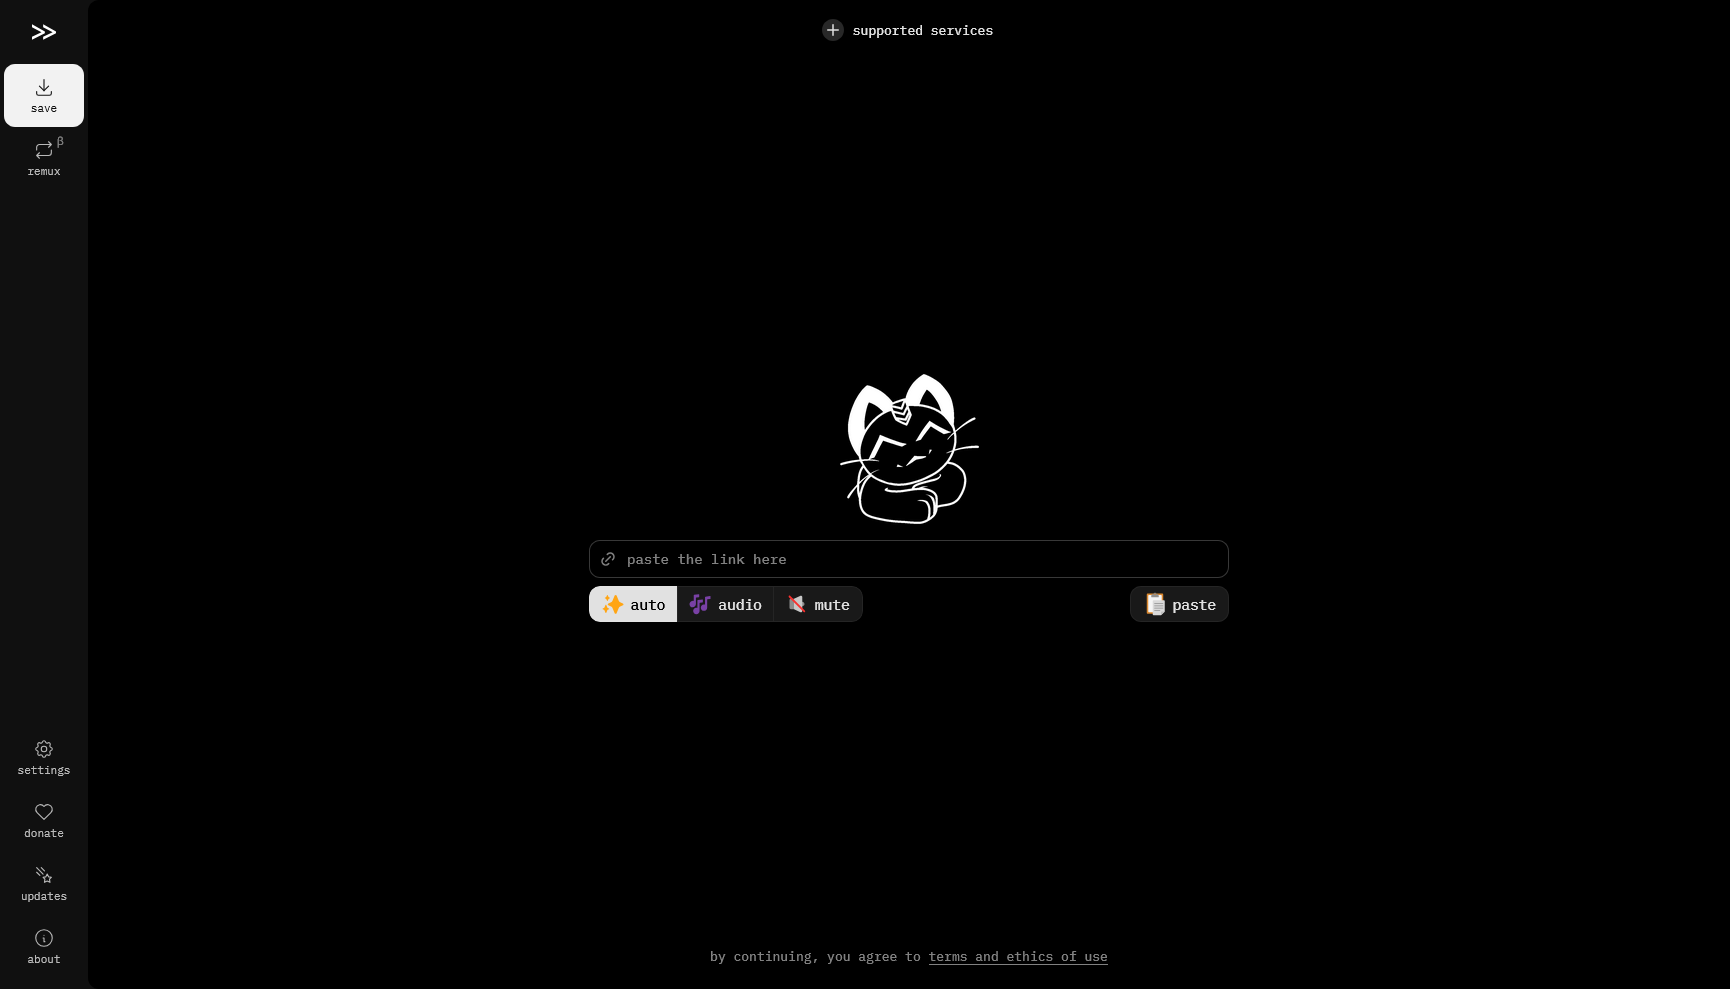 supported services
save
β
remux
paste the link here
auto
audio
mute
paste
settings
donate
updates
about
by continuing, you agree to terms and ethics of use